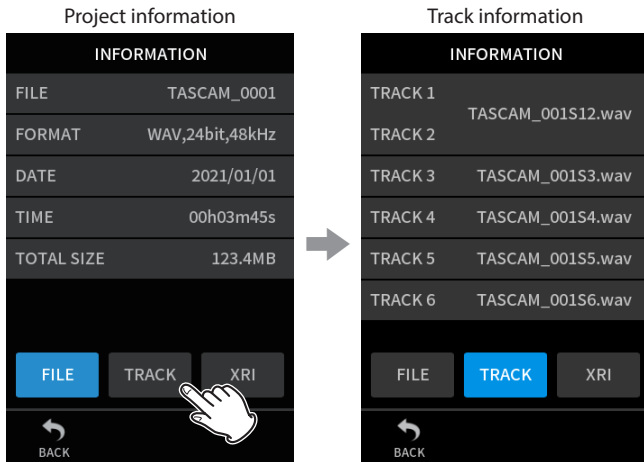 Project information
INFORMATION
FILE TASCAM_0001
FORMAT WAV,24bit,48kHz
DATE 2021/01/01
TIME 00h03m45s
TOTAL SIZE 123.4MB
FILE TRACK XRI
BACK
Track information
INFORMATION
TRACK 1
TASCAM_001S12.wav
TRACK 2
TRACK 3 TASCAM_001S3.wav
TRACK 4 TASCAM_001S4.wav
TRACK 5 TASCAM_001S5.wav
TRACK 6 TASCAM_001S6.wav
FILE TRACK XRI
BACK